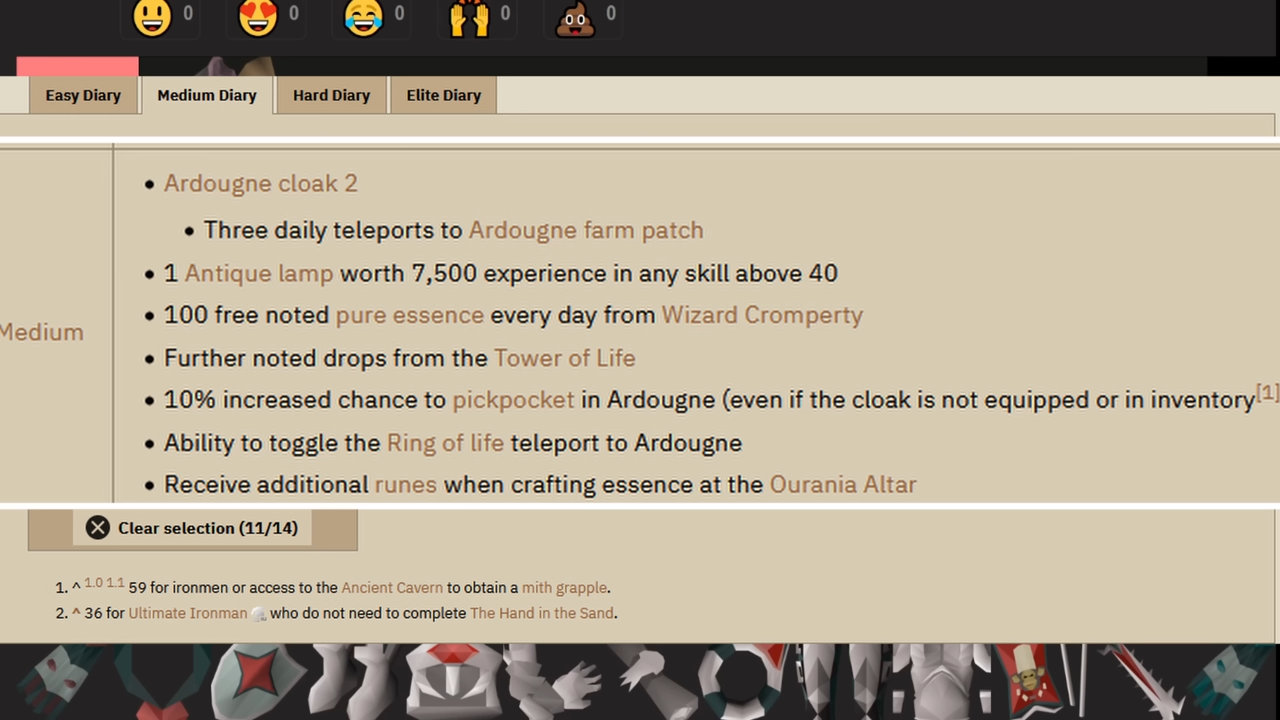 0 0 0 0 0
Easy Diary Medium Diary Hard Diary Elite Diary
Ardougne cloak 2
Three daily teleports to Ardougne farm patch
1 Antique lamp worth 7,500 experience in any skill above 40
100 free noted pure essence every day from Wizard Cromperty
Medium
Further noted drops from the Tower of Life
10% increased chance to pickpocket in Ardougne (even if the cloak is not equipped or in inventory[1]
Ability to toggle the Ring of life teleport to Ardougne
Receive additional runes when crafting essence at the Ourania Altar
Clear selection (11/14)
1. ^ 1.0 1.1 59 for ironmen or access to the Ancient Cavern to obtain a mith grapple.
2. ^ 36 for Ultimate Ironman who do not need to complete The Hand in the Sand.